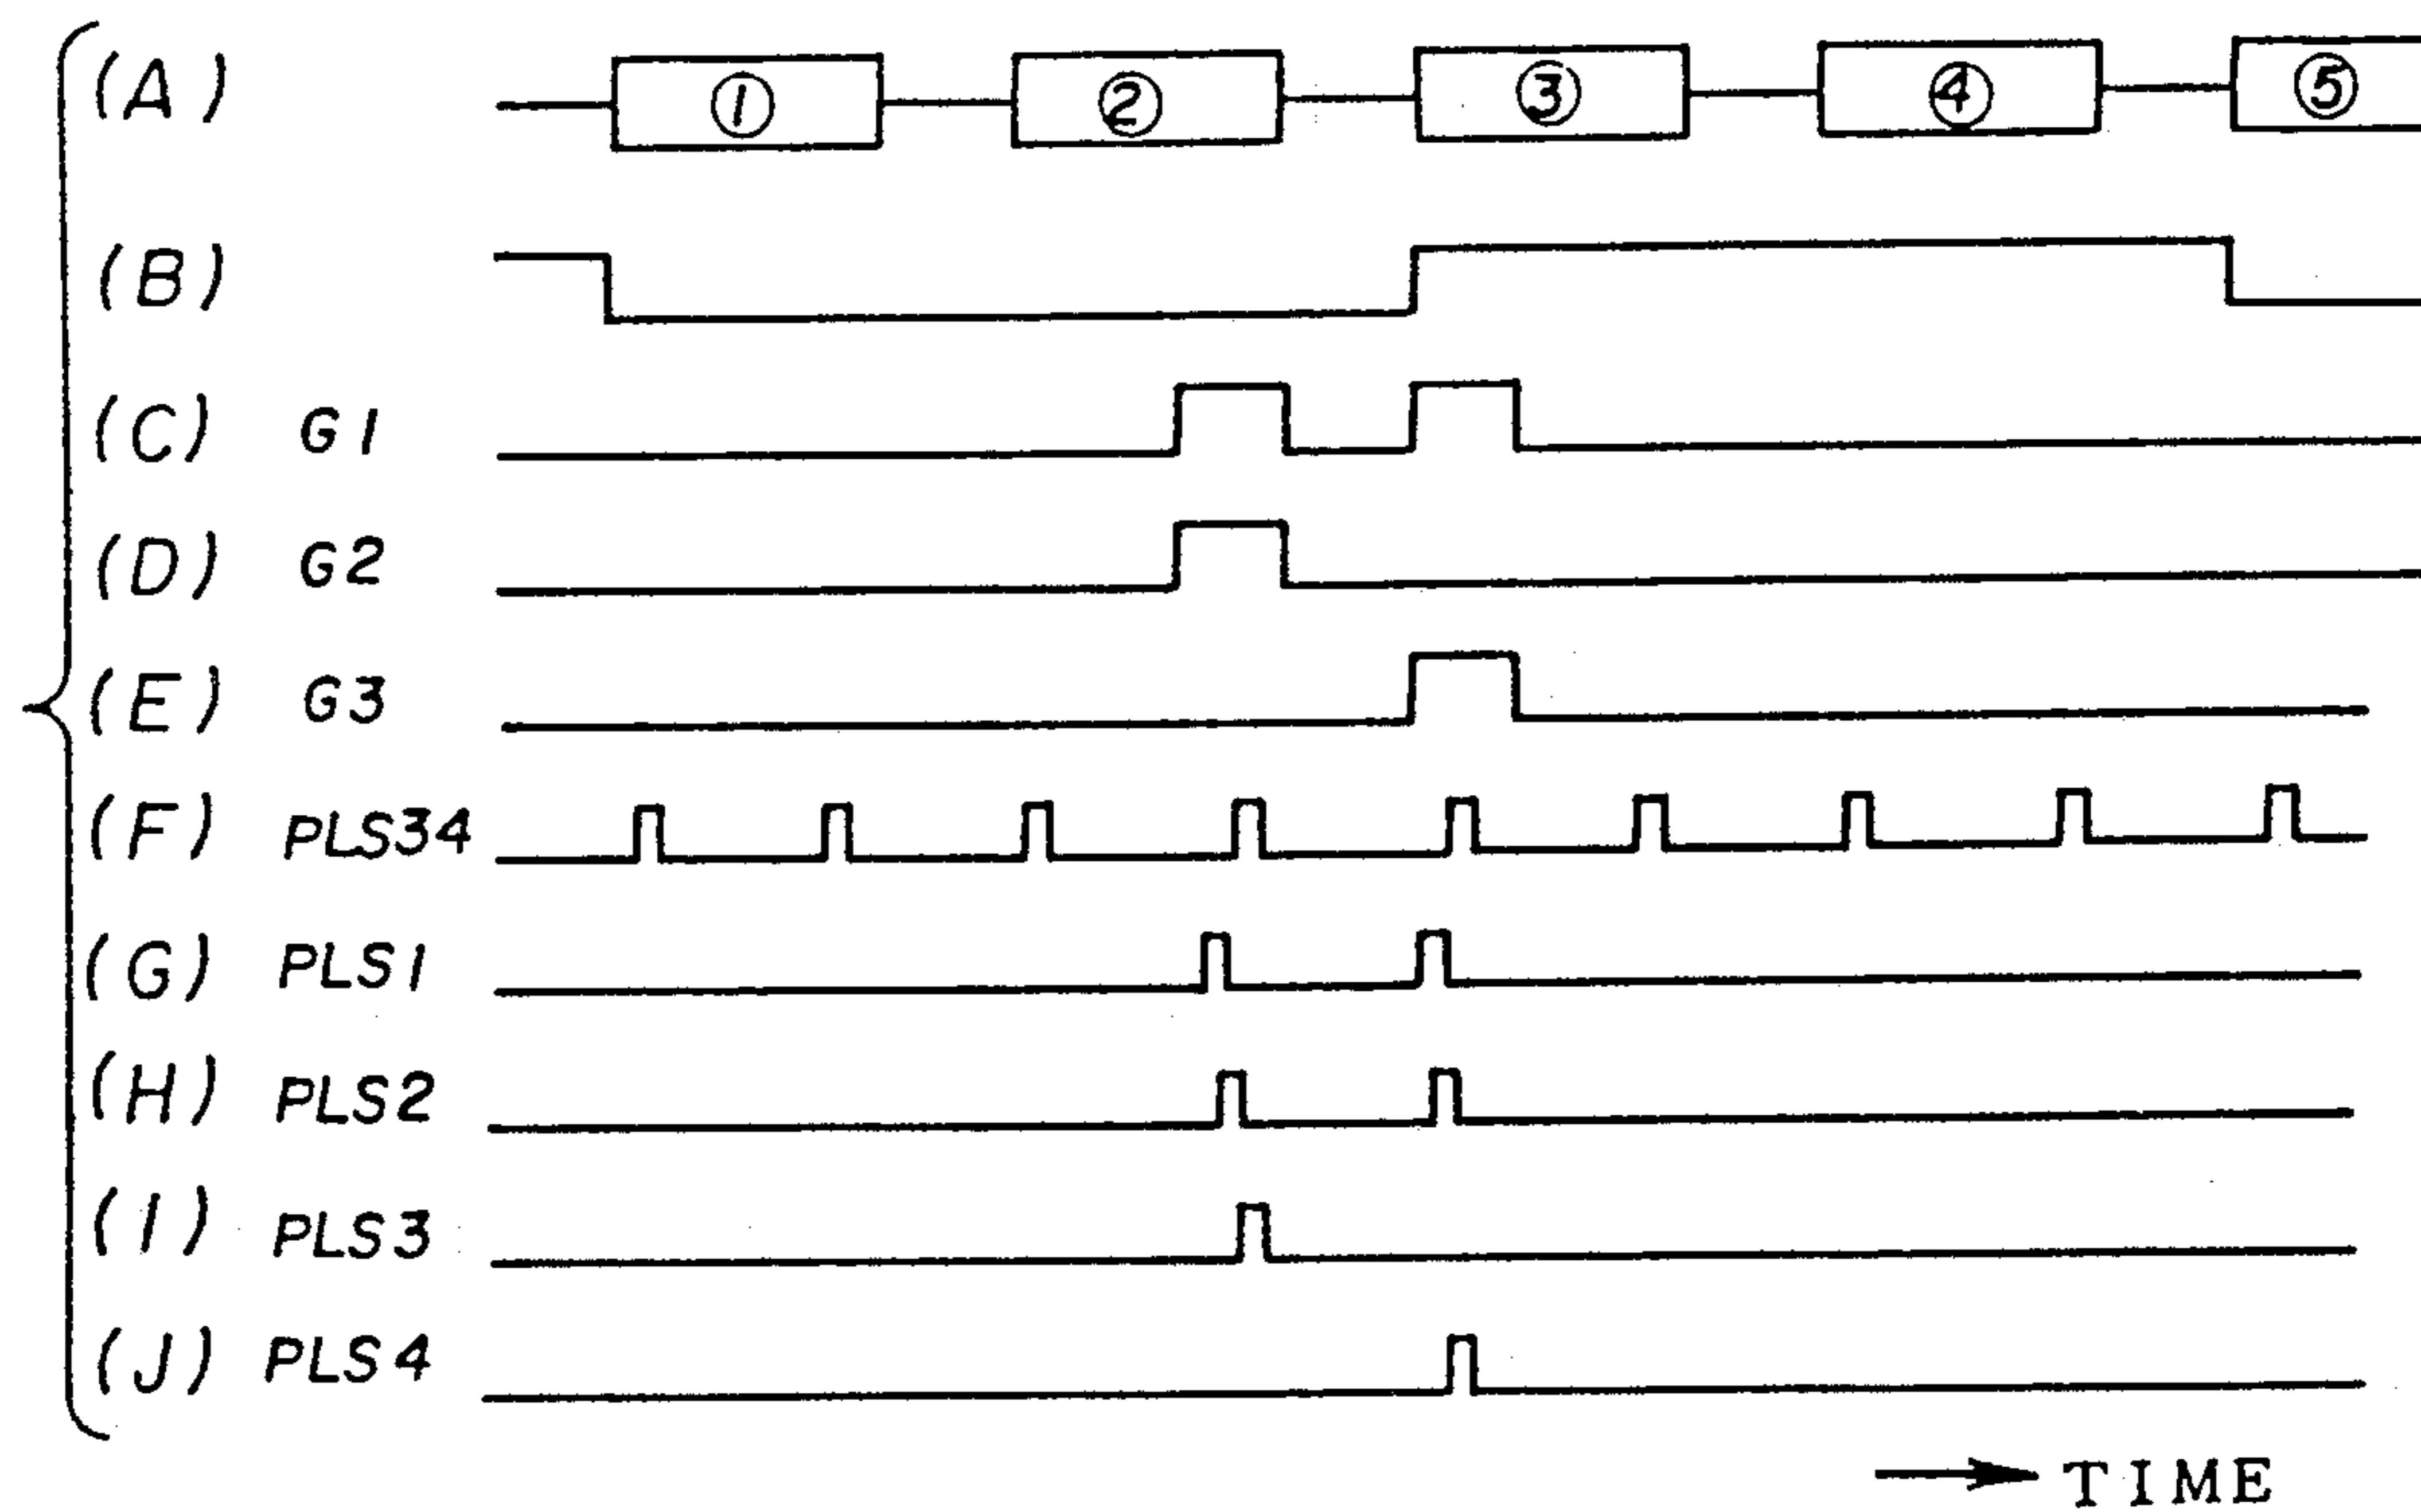 (A) ① ② ③ ④ ⑤
(B)
(C) G1
(D) G2
(E) G3
(F) PLS34
(G) PLS1
(H) PLS2
(I) PLS3
(J) PLS4
TIME